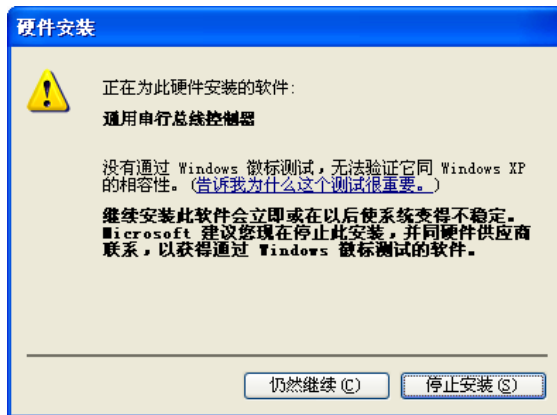 硬件安装
正在为此硬件安装的软件:
通用串行总线控制器
没有通过 Windows 徽标测试，无法验证它同 Windows XP
的相容性。(告诉我为什么这个测试很重要。)
继续安装此软件会立即或在以后使系统变得不稳定。
Microsoft 建议您现在停止此安装，并同硬件供应商
联系，以获得通过 Windows 徽标测试的软件。
仍然继续(C)
停止安装(S)